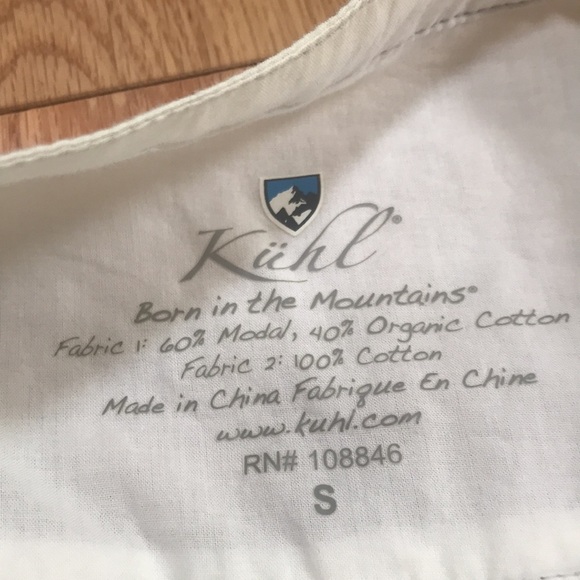 Kühl®
Born in the Mountains®
Fabric 1: 60% Modal, 40% Organic Cotton
Fabric 2: 100% Cotton
Made in China Fabrique En Chine
www.kuhl.com
RN# 108846
S